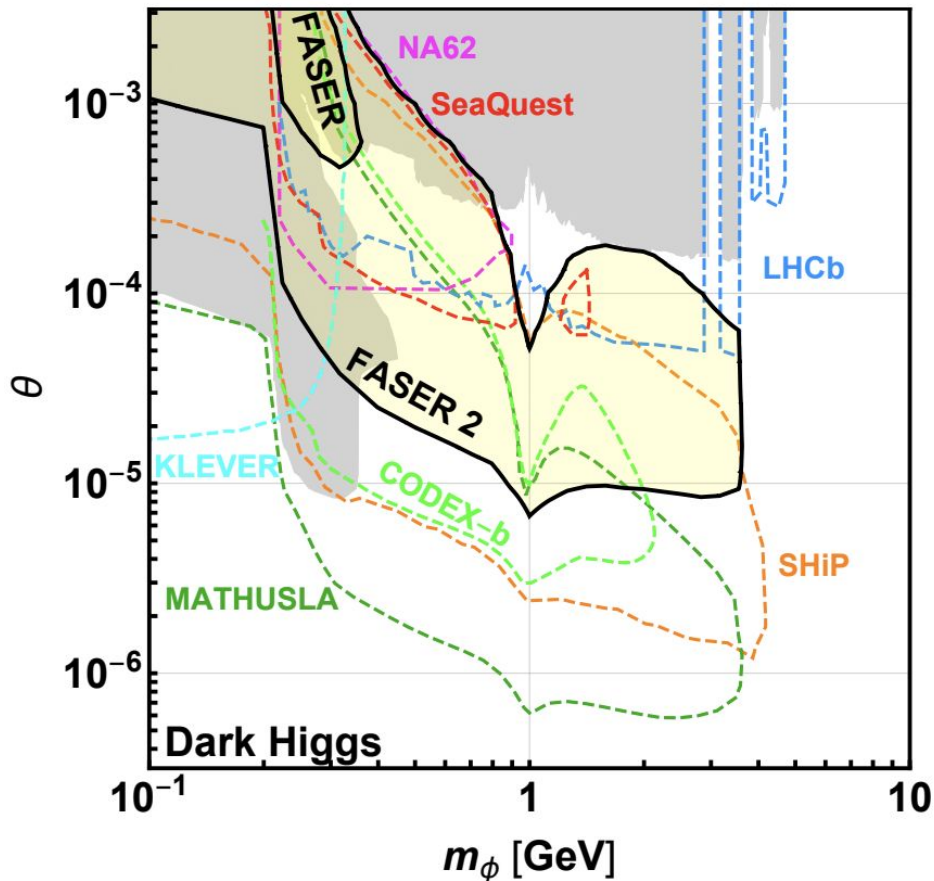 FASER
NA62
10⁻³
SeaQuest
10⁻⁴
LHCb
θ
FASER 2
10⁻⁵
KLEVER
CODEX-b
SHiP
MATHUSLA
10⁻⁶
Dark Higgs
10⁻¹ 1 10
mϕ [GeV]